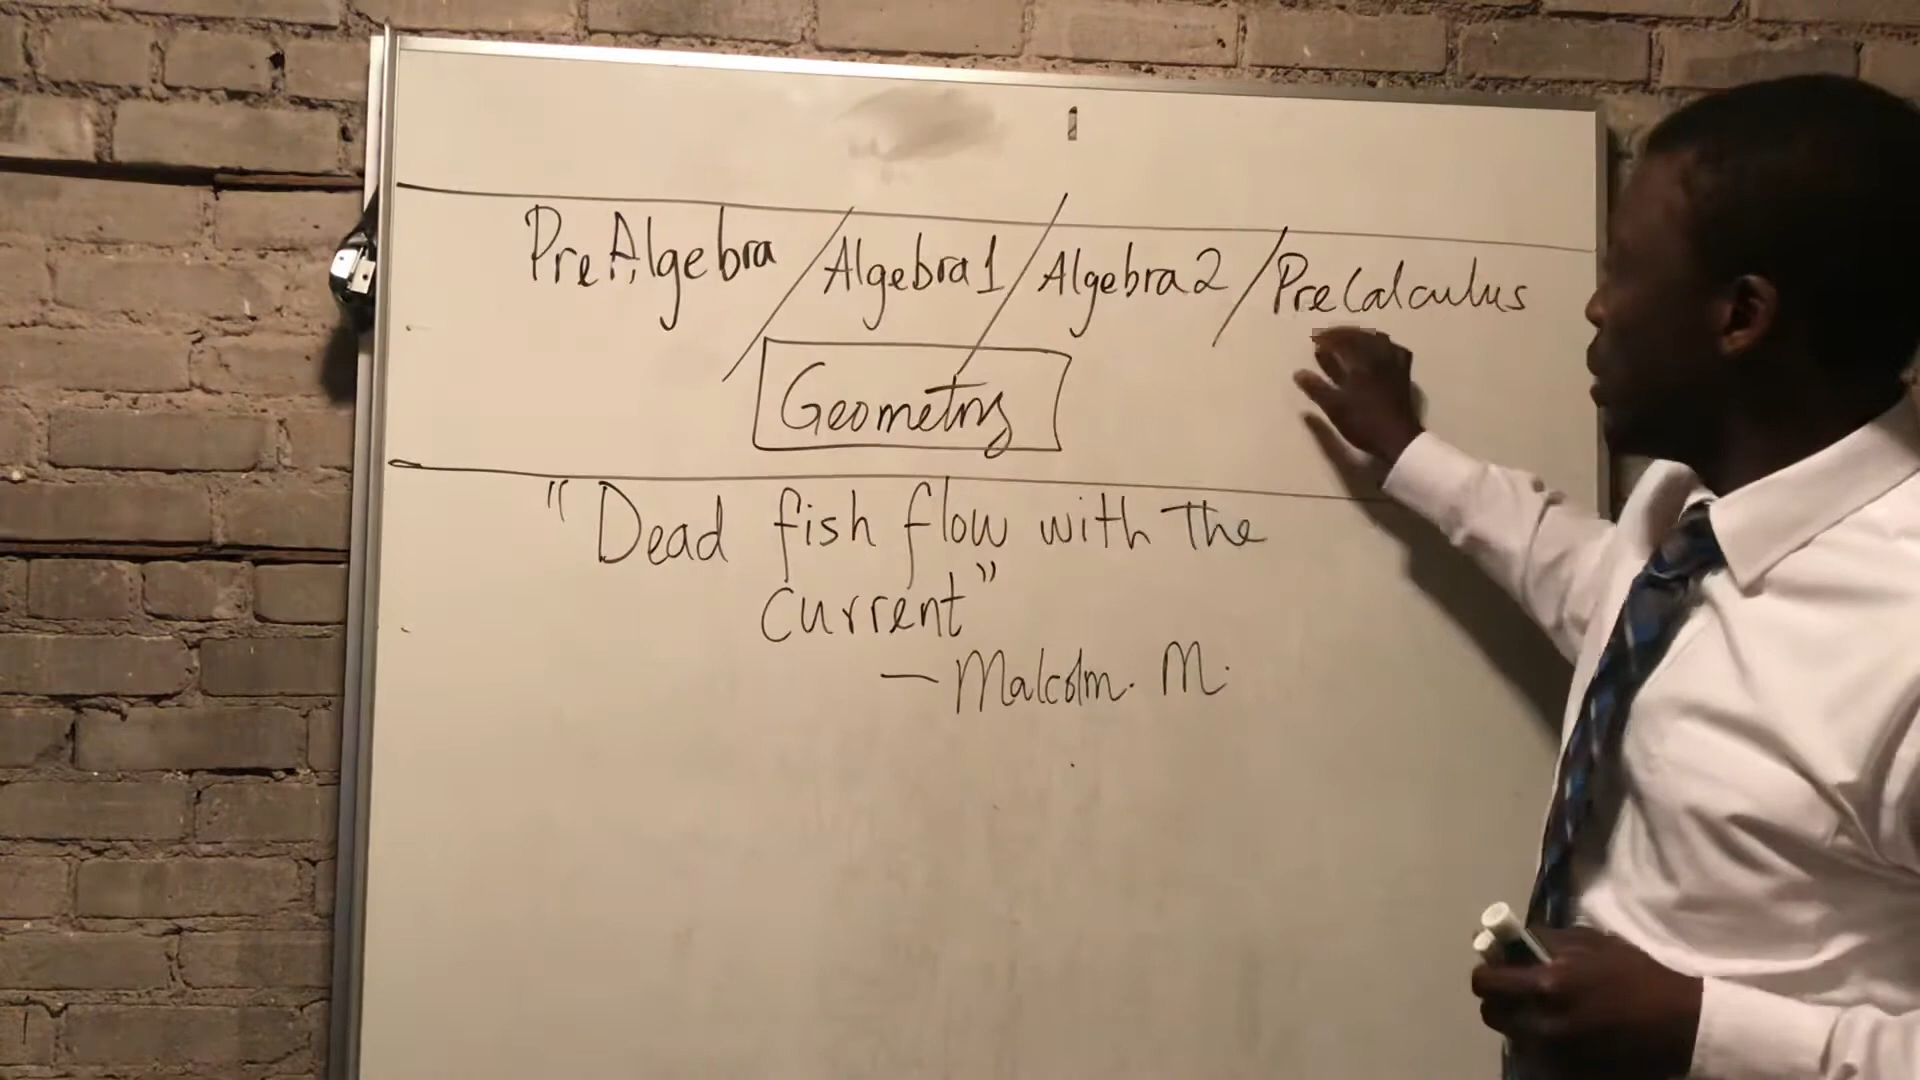 PreAlgebra / Algebra 1 / Algebra 2 / PreCalculus
Geometry
"Dead fish flow with the
current"
— Malcolm. M.